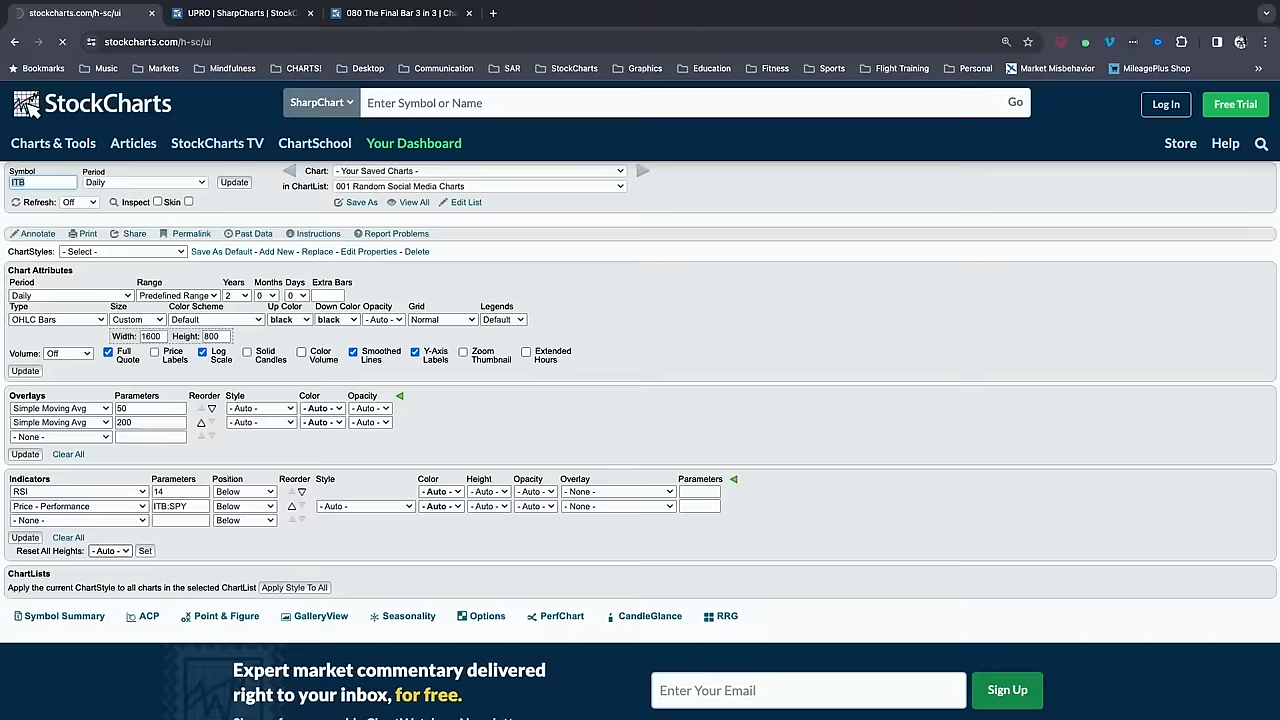 stockcharts.com/h-sc/ui
UPRO | SharpCharts | StockC
080 The Final Bar 3 in 3 | Cha
stockcharts.com/h-sc/ui
Bookmarks Music Markets Mindfulness CHARTS! Desktop Communication SAR StockCharts Graphics Education Fitness Sports Flight Training Personal Market Misbehavior MileagePlus Shop »
StockCharts
SharpChart
Enter Symbol or Name
Go
Log In
Free Trial
Charts & Tools Articles StockCharts TV ChartSchool Your Dashboard
Store Help
Symbol Period
ITB Daily Update
Chart: - Your Saved Charts -
in ChartList: 001 Random Social Media Charts
Refresh: Off Inspect Skin
Save As View All Edit List
Annotate Print Share Permalink Past Data Instructions Report Problems
ChartStyles: - Select - Save As Default - Add New - Replace - Edit Properties - Delete
Chart Attributes
Period Range Years Months Days Extra Bars
Daily Predefined Range 2 0 0
Type Size Color Scheme Up Color Down Color Opacity Grid Legends
OHLC Bars Custom Default black black - Auto - Normal Default
Width: 1600 Height: 800
Volume: Off Full Quote Price Labels Log Scale Solid Candles Color Volume Smoothed Lines Y-Axis Labels Zoom Thumbnail Extended Hours
Update
Overlays Parameters Reorder Style Color Opacity
Simple Moving Avg 50 - Auto - - Auto - - Auto -
Simple Moving Avg 200 - Auto - - Auto - - Auto -
- None -
Update Clear All
Indicators Parameters Position Reorder Style Color Height Opacity Overlay Parameters
RSI 14 Below - Auto - - Auto - - Auto - - None -
Price - Performance ITB:SPY Below - Auto - - Auto - - Auto - - Auto - - None -
- None - Below
Update Clear All
Reset All Heights: - Auto - Set
ChartLists
Apply the current ChartStyle to all charts in the selected ChartList Apply Style To All
Symbol Summary ACP Point & Figure GalleryView Seasonality Options PerfChart CandleGlance RRG
Expert market commentary delivered
right to your inbox, for free.
Enter Your Email
Sign Up